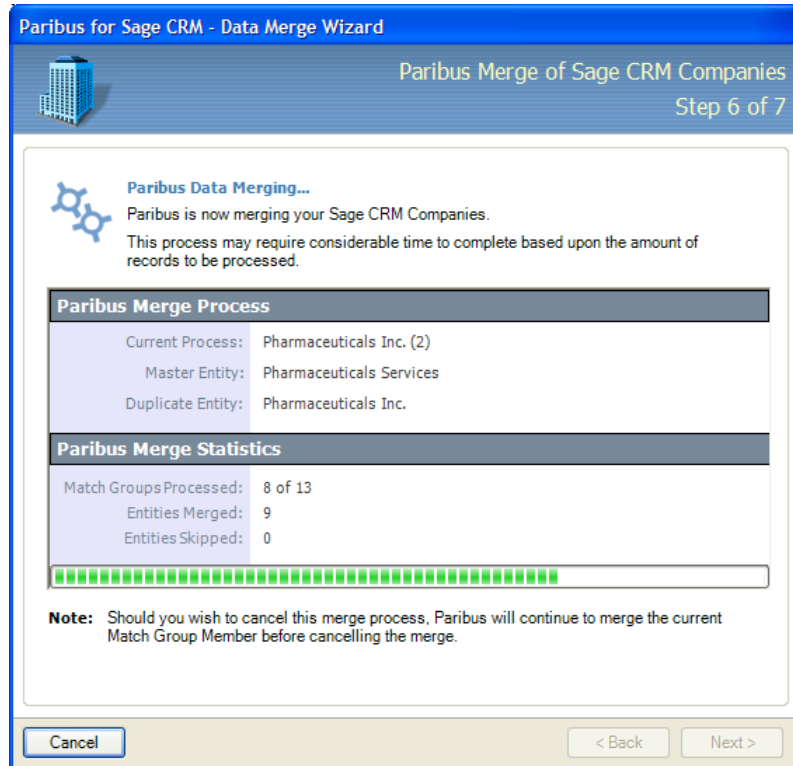 Paribus for Sage CRM - Data Merge Wizard
Paribus Merge of Sage CRM Companies
Step 6 of 7
Paribus Data Merging...
Paribus is now merging your Sage CRM Companies.
This process may require considerable time to complete based upon the amount of
records to be processed.
Paribus Merge Process
Current Process: Pharmaceuticals Inc. (2)
Master Entity: Pharmaceuticals Services
Duplicate Entity: Pharmaceuticals Inc.
Paribus Merge Statistics
Match Groups Processed: 8 of 13
Entities Merged: 9
Entities Skipped: 0
Note: Should you wish to cancel this merge process, Paribus will continue to merge the current
Match Group Member before cancelling the merge.
Cancel < Back Next >